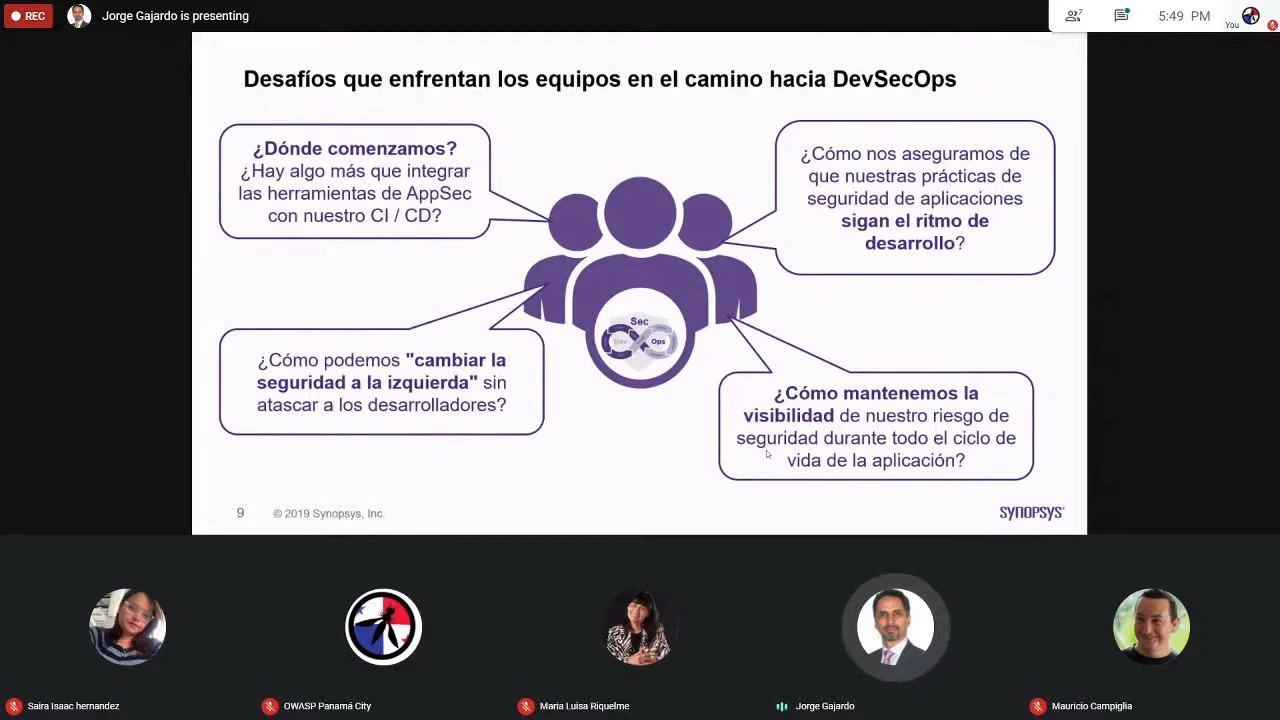 REC
Jorge Gajardo is presenting
7
5:49 PM
You
Desafíos que enfrentan los equipos en el camino hacia DevSecOps
¿Dónde comenzamos?
¿Hay algo más que integrar
las herramientas de AppSec
con nuestro CI / CD?
¿Cómo nos aseguramos de
que nuestras prácticas de
seguridad de aplicaciones
sigan el ritmo de
desarrollo?
Sec
Dev
Ops
¿Cómo podemos "cambiar la
seguridad a la izquierda" sin
atascar a los desarrolladores?
¿Cómo mantenemos la
visibilidad de nuestro riesgo de
seguridad durante todo el ciclo de
vida de la aplicación?
9
© 2019 Synopsys, Inc.
SYNOPSYS®
Saira Isaac hernandez
OWASP Panamá City
Maria Luisa Riquelme
Jorge Gajardo
Mauricio Campiglia